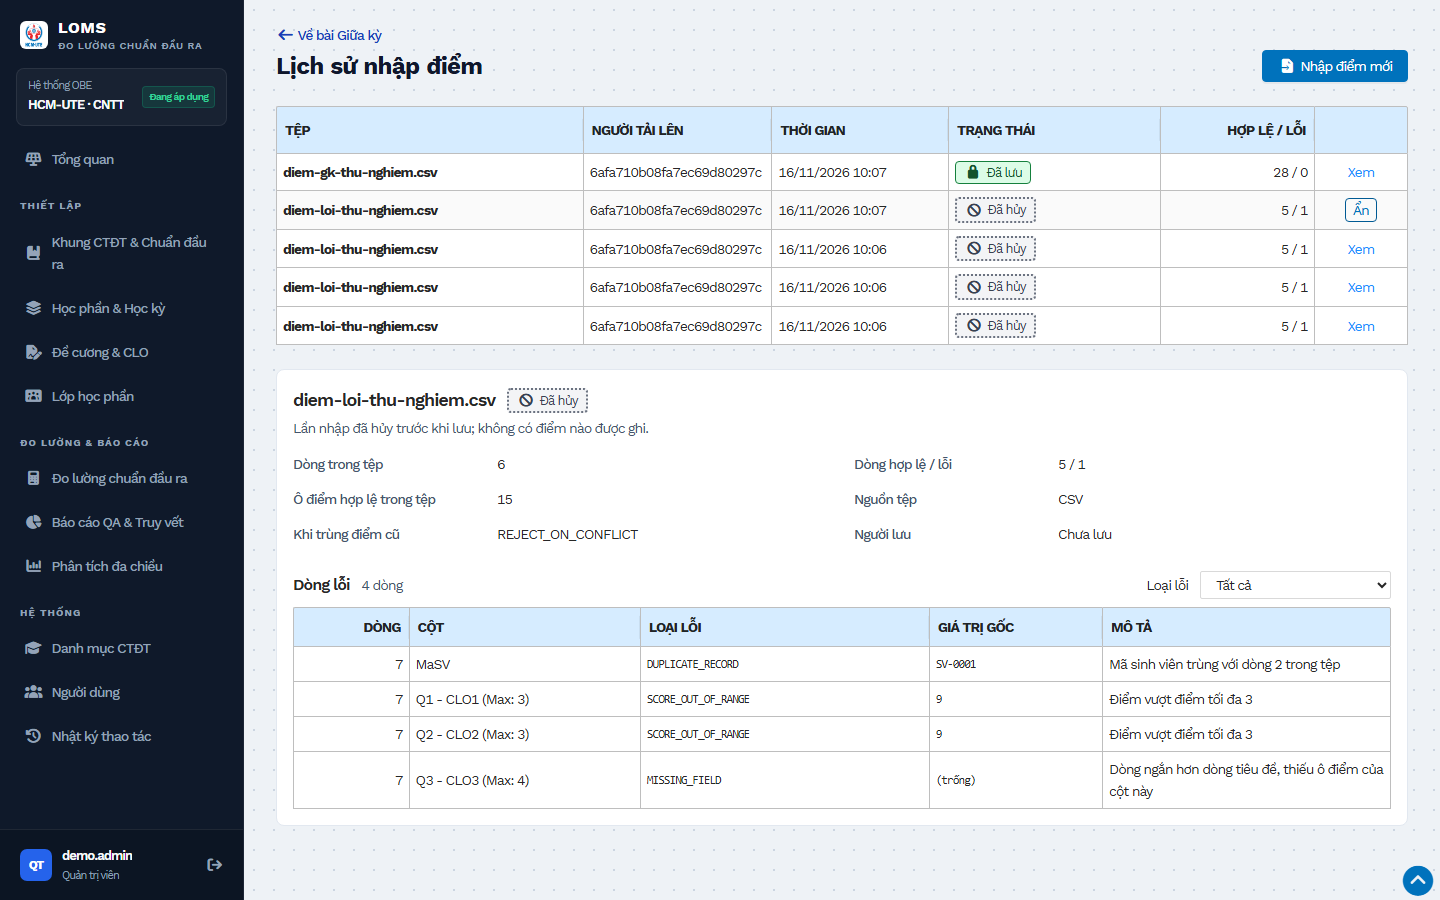 LOMS
ĐO LƯỜNG CHUẨN ĐẦU RA
HCM-UTE
Hệ thống OBE
HCM-UTE · CNTT
Đang áp dụng
Tổng quan
THIẾT LẬP
Khung CTĐT & Chuẩn đầu
ra
Học phần & Học kỳ
Đề cương & CLO
Lớp học phần
ĐO LƯỜNG & BÁO CÁO
Đo lường chuẩn đầu ra
Báo cáo QA & Truy vết
Phân tích đa chiều
HỆ THỐNG
Danh mục CTĐT
Người dùng
Nhật ký thao tác
QT
demo.admin
Quản trị viên
Về bài Giữa kỳ
Lịch sử nhập điểm
Nhập điểm mới
TỆP NGƯỜI TẢI LÊN THỜI GIAN TRẠNG THÁI HỢP LỆ / LỖI
diem-gk-thu-nghiem.csv 6afa710b08fa7ec69d80297c 16/11/2026 10:07 Đã lưu 28 / 0 Xem
diem-loi-thu-nghiem.csv 6afa710b08fa7ec69d80297c 16/11/2026 10:07 Đã hủy 5 / 1 Ẩn
diem-loi-thu-nghiem.csv 6afa710b08fa7ec69d80297c 16/11/2026 10:06 Đã hủy 5 / 1 Xem
diem-loi-thu-nghiem.csv 6afa710b08fa7ec69d80297c 16/11/2026 10:06 Đã hủy 5 / 1 Xem
diem-loi-thu-nghiem.csv 6afa710b08fa7ec69d80297c 16/11/2026 10:06 Đã hủy 5 / 1 Xem
diem-loi-thu-nghiem.csv Đã hủy
Lần nhập đã hủy trước khi lưu; không có điểm nào được ghi.
Dòng trong tệp 6 Dòng hợp lệ / lỗi 5 / 1
Ô điểm hợp lệ trong tệp 15 Nguồn tệp CSV
Khi trùng điểm cũ REJECT_ON_CONFLICT Người lưu Chưa lưu
Dòng lỗi 4 dòng Loại lỗi Tất cả
DÒNG CỘT LOẠI LỖI GIÁ TRỊ GỐC MÔ TẢ
7 MaSV DUPLICATE_RECORD SV-0001 Mã sinh viên trùng với dòng 2 trong tệp
7 Q1 - CLO1 (Max: 3) SCORE_OUT_OF_RANGE 9 Điểm vượt điểm tối đa 3
7 Q2 - CLO2 (Max: 3) SCORE_OUT_OF_RANGE 9 Điểm vượt điểm tối đa 3
7 Q3 - CLO3 (Max: 4) MISSING_FIELD (trống) Dòng ngắn hơn dòng tiêu đề, thiếu ô điểm của
cột này